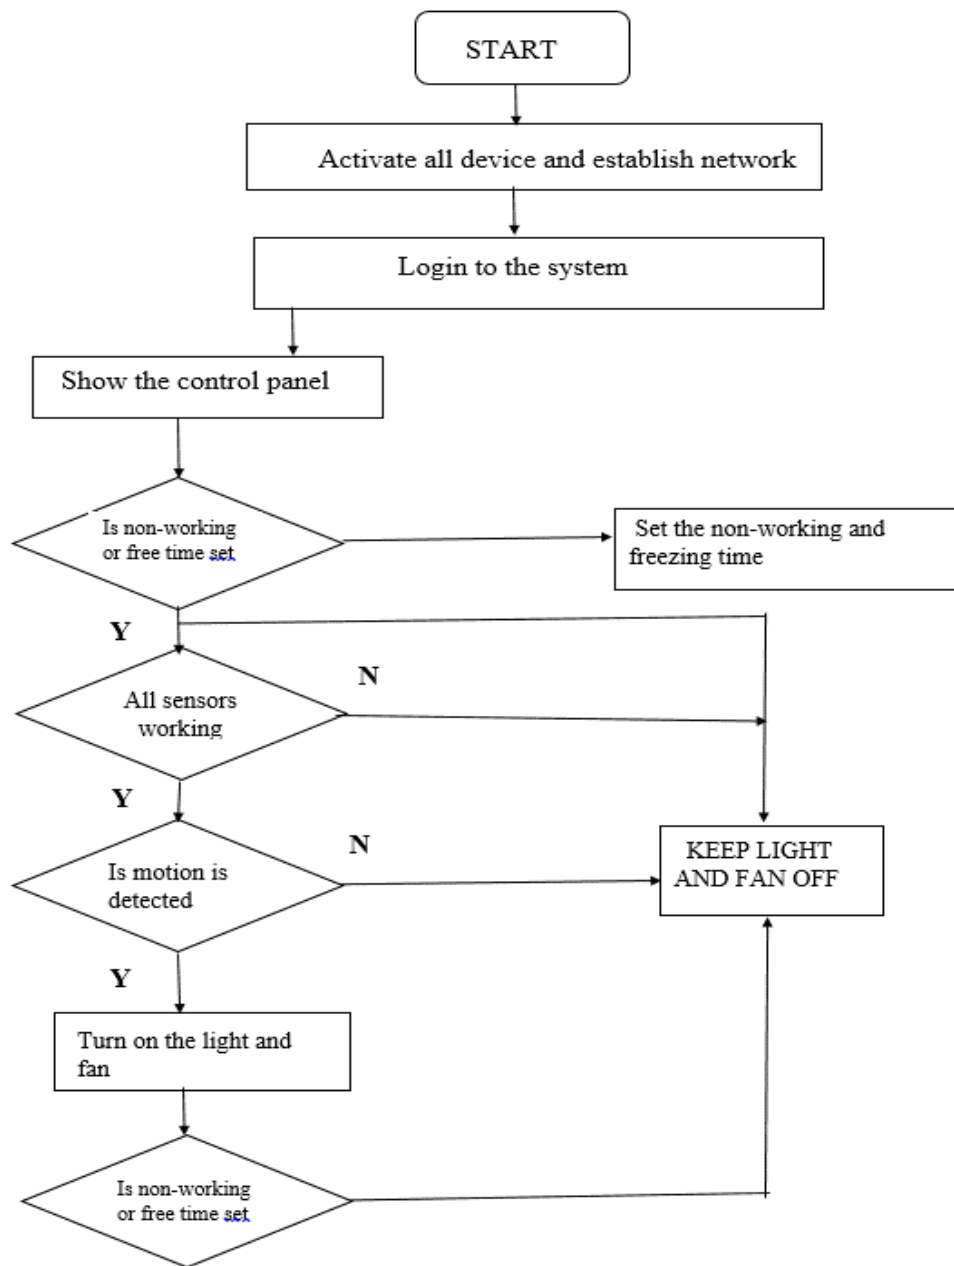 START
Activate all device and establish network
Login to the system
Show the control panel
Is non-working
or free time set
Set the non-working and
freezing time
Y
All sensors
working
N
Y
Is motion is
detected
N
KEEP LIGHT
AND FAN OFF
Y
Turn on the light and
fan
Is non-working
or free time set